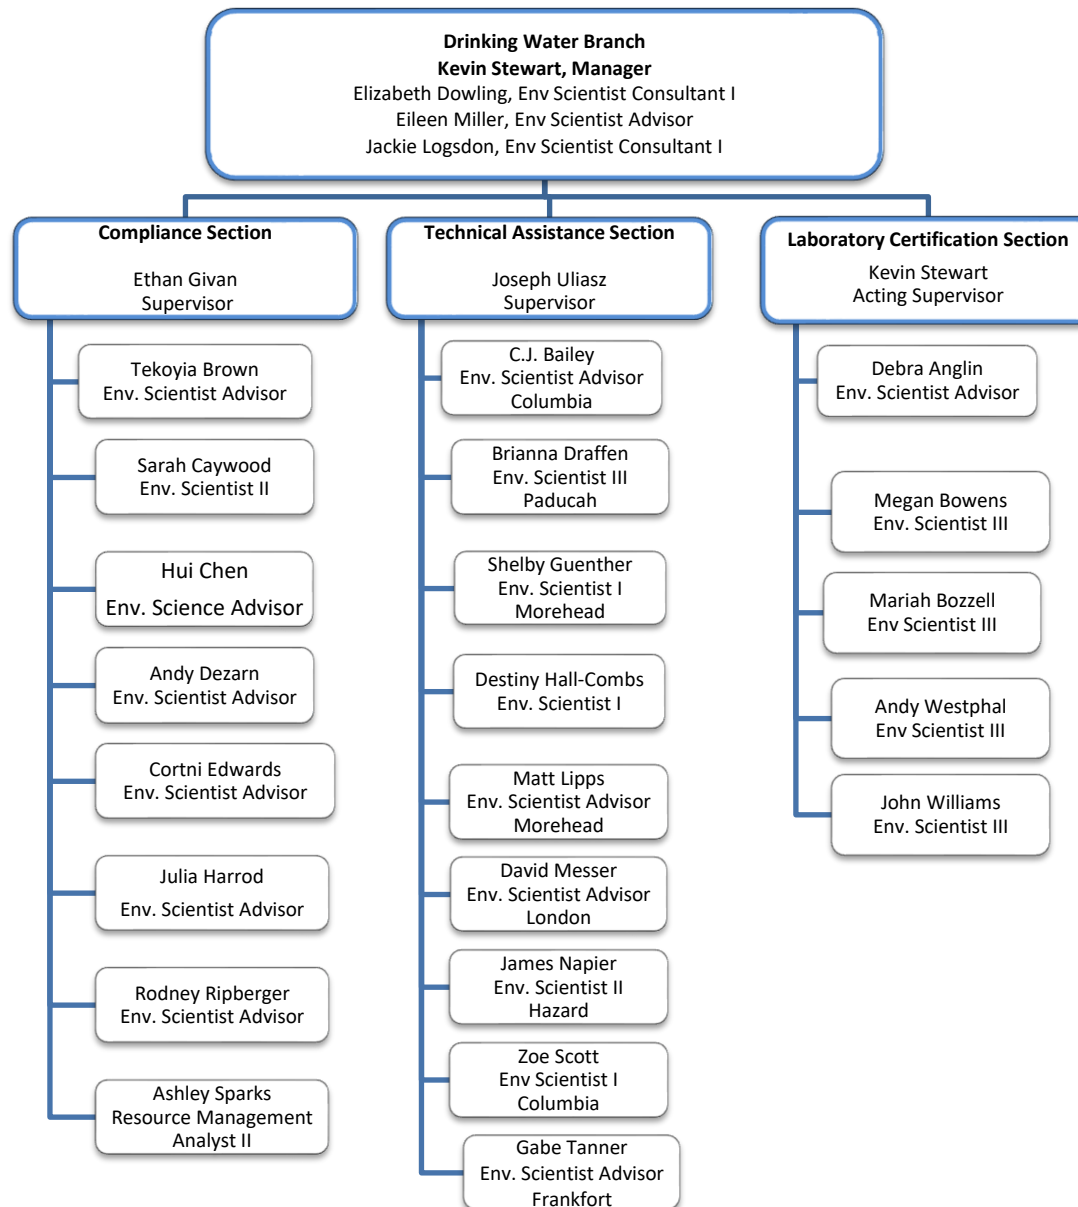 Drinking Water Branch
Kevin Stewart, Manager
Elizabeth Dowling, Env Scientist Consultant I
Eileen Miller, Env Scientist Advisor
Jackie Logsdon, Env Scientist Consultant I
Compliance Section
Ethan Givan
Supervisor
Tekoyia Brown
Env. Scientist Advisor
Sarah Caywood
Env. Scientist II
Hui Chen
Env. Science Advisor
Andy Dezarn
Env. Scientist Advisor
Cortni Edwards
Env. Scientist Advisor
Julia Harrod
Env. Scientist Advisor
Rodney Ripberger
Env. Scientist Advisor
Ashley Sparks
Resource Management
Analyst II
Technical Assistance Section
Joseph Uliasz
Supervisor
C.J. Bailey
Env. Scientist Advisor
Columbia
Brianna Draffen
Env. Scientist III
Paducah
Shelby Guenther
Env. Scientist I
Morehead
Destiny Hall-Combs
Env. Scientist I
Matt Lipps
Env. Scientist Advisor
Morehead
David Messer
Env. Scientist Advisor
London
James Napier
Env. Scientist II
Hazard
Zoe Scott
Env Scientist I
Columbia
Gabe Tanner
Env. Scientist Advisor
Frankfort
Laboratory Certification Section
Kevin Stewart
Acting Supervisor
Debra Anglin
Env. Scientist Advisor
Megan Bowens
Env. Scientist III
Mariah Bozzell
Env Scientist III
Andy Westphal
Env Scientist III
John Williams
Env. Scientist III